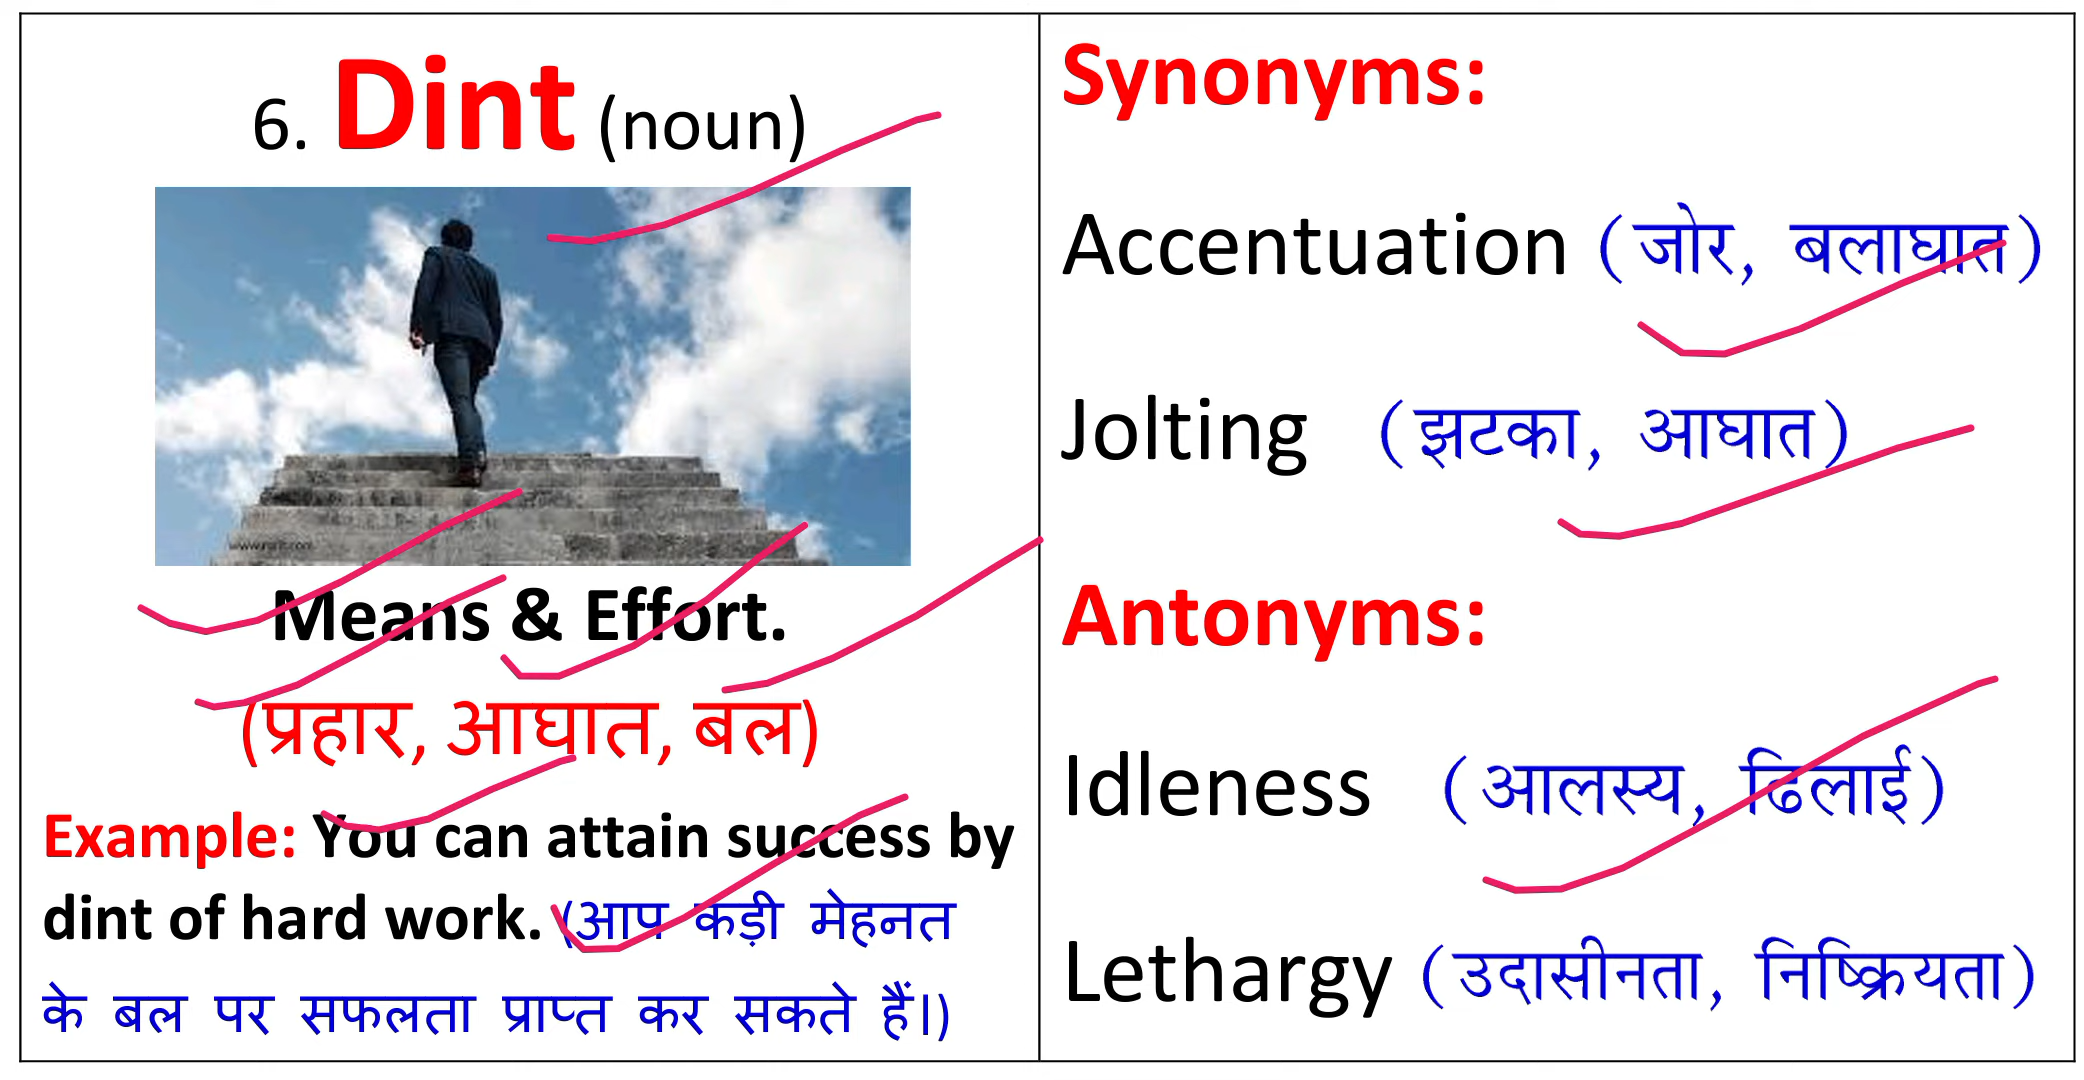 6. Dint (noun)
Means & Effort.
(प्रहार, आघात, बल)
Example: You can attain success by
dint of hard work. (आप कड़ी मेहनत
के बल पर सफलता प्राप्त कर सकते हैं।)
Synonyms:
Accentuation (जोर, बलाघात)
Jolting (झटका, आघात)
Antonyms:
Idleness (आलस्य, ढिलाई)
Lethargy (उदासीनता, निष्क्रियता)